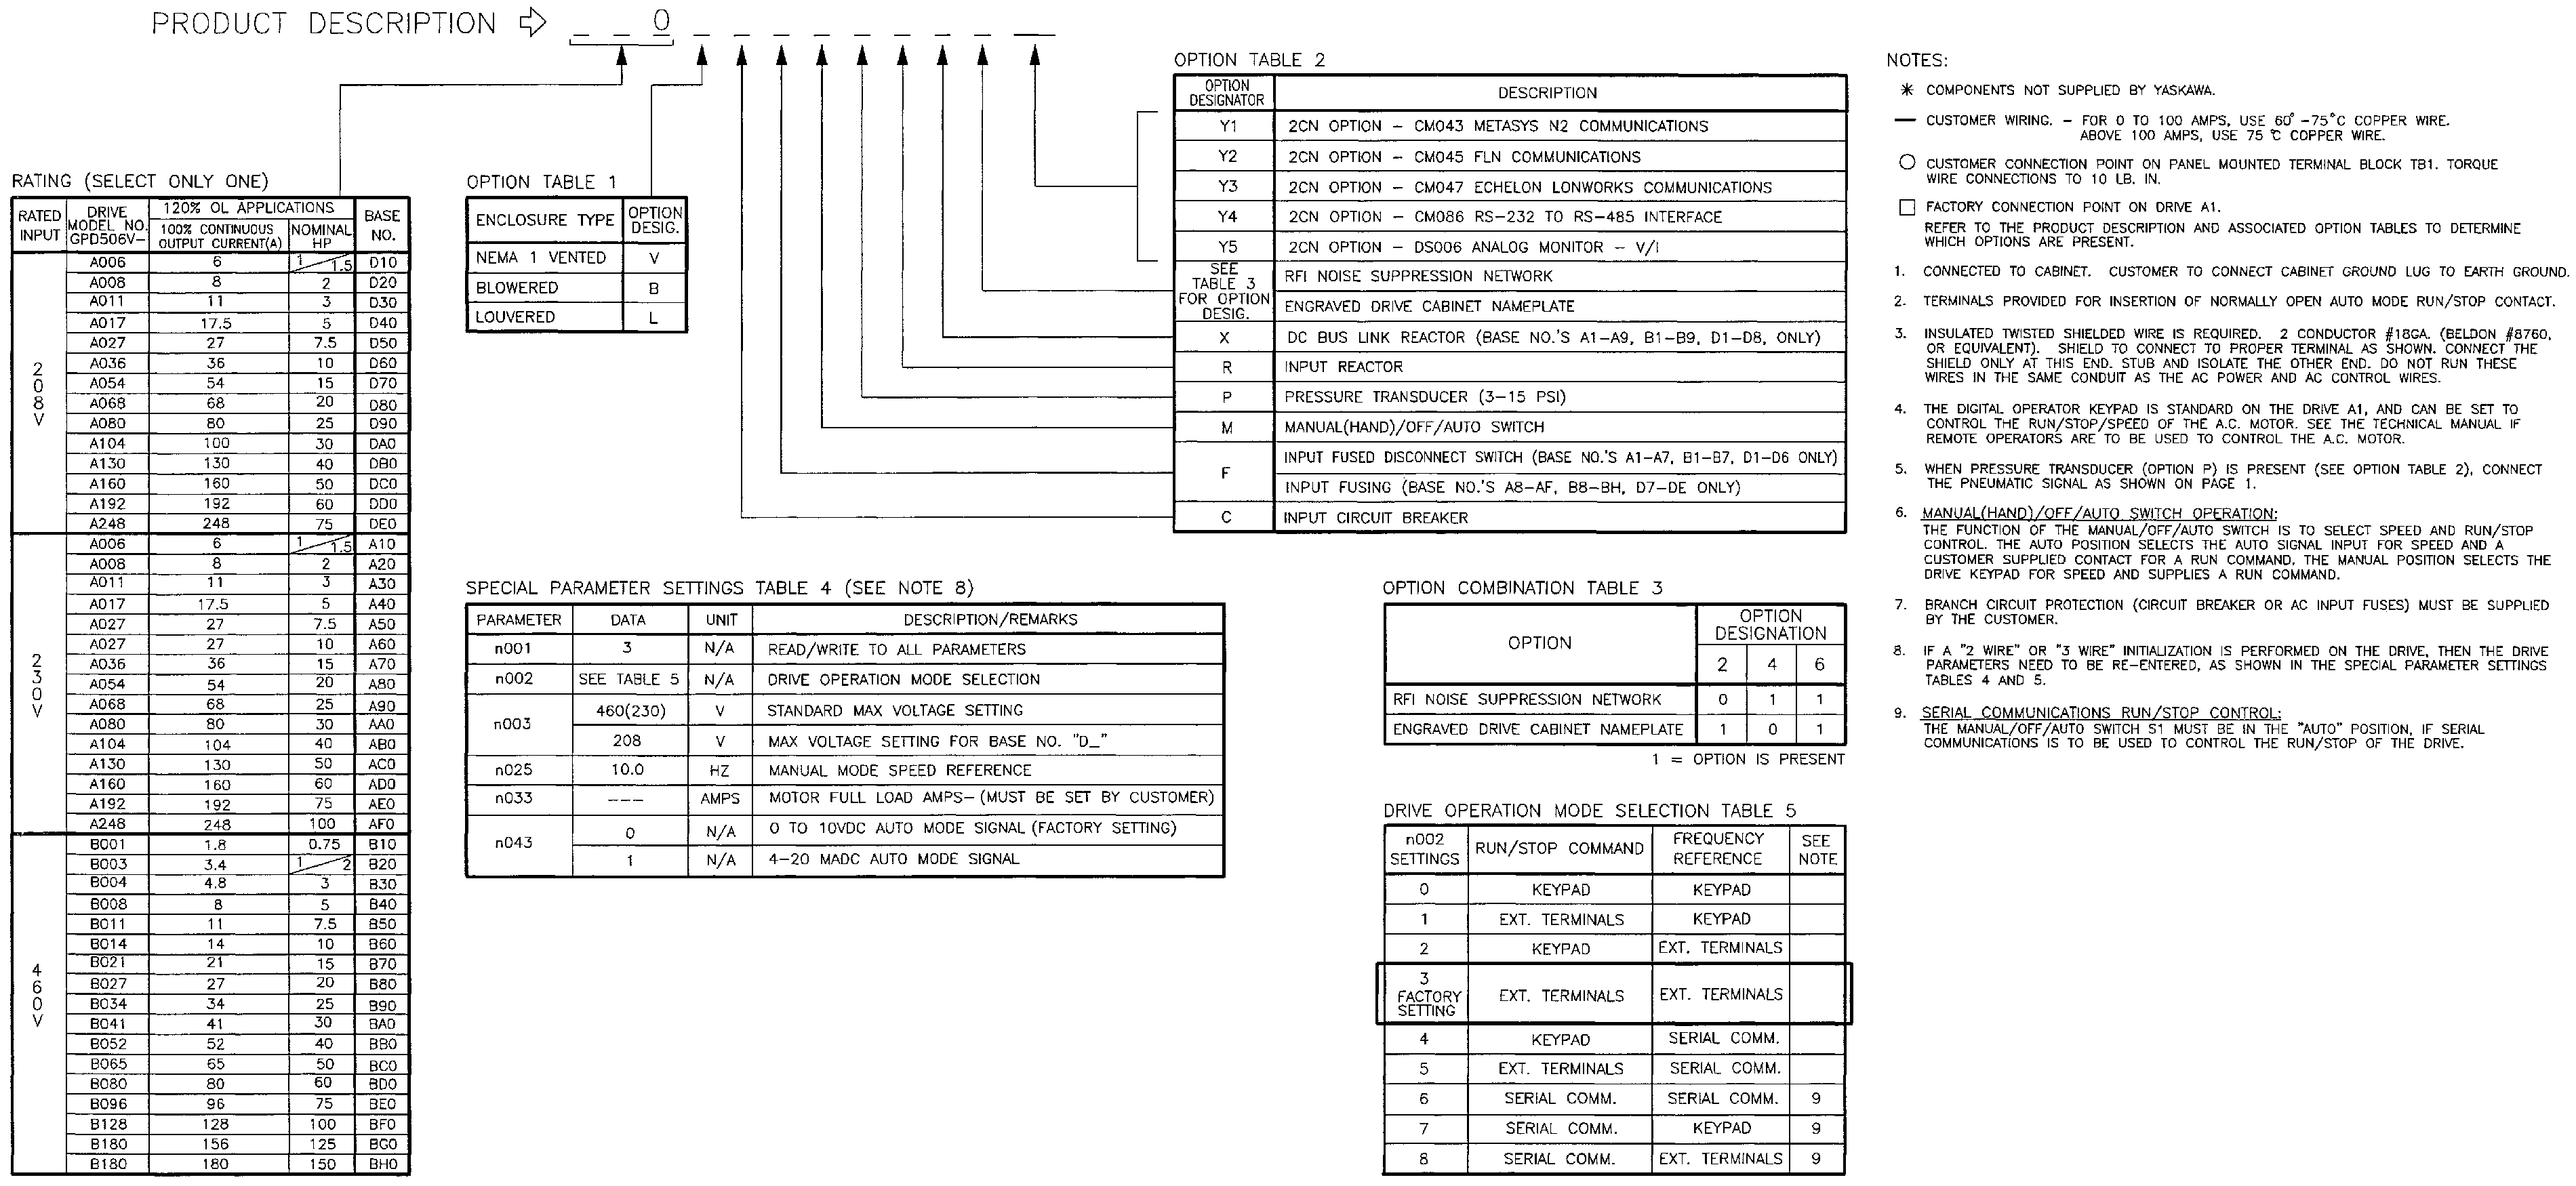 PRODUCT DESCRIPTION ⇨ _ _ 0 _ _ _ _ _ _ _ _ __
RATING (SELECT ONLY ONE)
RATED INPUT | DRIVE MODEL NO. GPD506V- | 120% OL APPLICATIONS | BASE NO.
100% CONTINUOUS OUTPUT CURRENT(A) | NOMINAL HP
208V
A006 6 1/1.5 D10
A008 8 2 D20
A011 11 3 D30
A017 17.5 5 D40
A027 27 7.5 D50
A036 36 10 D60
A054 54 15 D70
A068 68 20 D80
A080 80 25 D90
A104 100 30 DA0
A130 130 40 DB0
A160 160 50 DC0
A192 192 60 DD0
A248 248 75 DE0
230V
A006 6 1/1.5 A10
A008 8 2 A20
A011 11 3 A30
A017 17.5 5 A40
A027 27 7.5 A50
A027 27 10 A60
A036 36 15 A70
A054 54 20 A80
A068 68 25 A90
A080 80 30 AA0
A104 104 40 AB0
A130 130 50 AC0
A160 160 60 AD0
A192 192 75 AE0
A248 248 100 AF0
460V
B001 1.8 0.75 B10
B003 3.4 1/2 B20
B004 4.8 3 B30
B008 8 5 B40
B011 11 7.5 B50
B014 14 10 B60
B021 21 15 B70
B027 27 20 B80
B034 34 25 B90
B041 41 30 BA0
B052 52 40 BB0
B065 65 50 BC0
B080 80 60 BD0
B096 96 75 BE0
B128 128 100 BF0
B180 156 125 BG0
B180 180 150 BH0
OPTION TABLE 1
ENCLOSURE TYPE | OPTION DESIG.
NEMA 1 VENTED V
BLOWERED B
LOUVERED L
OPTION TABLE 2
OPTION DESIGNATOR | DESCRIPTION
Y1 2CN OPTION - CM043 METASYS N2 COMMUNICATIONS
Y2 2CN OPTION - CM045 FLN COMMUNICATIONS
Y3 2CN OPTION - CM047 ECHELON LONWORKS COMMUNICATIONS
Y4 2CN OPTION - CM086 RS-232 TO RS-485 INTERFACE
Y5 2CN OPTION - DS006 ANALOG MONITOR - V/I
SEE TABLE 3 FOR OPTION DESIG.
RFI NOISE SUPPRESSION NETWORK
ENGRAVED DRIVE CABINET NAMEPLATE
X DC BUS LINK REACTOR (BASE NO.'S A1-A9, B1-B9, D1-D8, ONLY)
R INPUT REACTOR
P PRESSURE TRANSDUCER (3-15 PSI)
M MANUAL(HAND)/OFF/AUTO SWITCH
F INPUT FUSED DISCONNECT SWITCH (BASE NO.'S A1-A7, B1-B7, D1-D6 ONLY)
INPUT FUSING (BASE NO.'S A8-AF, B8-BH, D7-DE ONLY)
C INPUT CIRCUIT BREAKER
SPECIAL PARAMETER SETTINGS TABLE 4 (SEE NOTE 8)
PARAMETER | DATA | UNIT | DESCRIPTION/REMARKS
n001 3 N/A READ/WRITE TO ALL PARAMETERS
n002 SEE TABLE 5 N/A DRIVE OPERATION MODE SELECTION
n003 460(230) V STANDARD MAX VOLTAGE SETTING
208 V MAX VOLTAGE SETTING FOR BASE NO. "D_"
n025 10.0 HZ MANUAL MODE SPEED REFERENCE
n033 --- AMPS MOTOR FULL LOAD AMPS-(MUST BE SET BY CUSTOMER)
n043 0 N/A 0 TO 10VDC AUTO MODE SIGNAL (FACTORY SETTING)
1 N/A 4-20 MADC AUTO MODE SIGNAL
OPTION COMBINATION TABLE 3
OPTION | OPTION DESIGNATION
2 4 6
RFI NOISE SUPPRESSION NETWORK 0 1 1
ENGRAVED DRIVE CABINET NAMEPLATE 1 0 1
1 = OPTION IS PRESENT
DRIVE OPERATION MODE SELECTION TABLE 5
n002 SETTINGS | RUN/STOP COMMAND | FREQUENCY REFERENCE | SEE NOTE
0 KEYPAD KEYPAD
1 EXT. TERMINALS KEYPAD
2 KEYPAD EXT. TERMINALS
3 FACTORY SETTING EXT. TERMINALS EXT. TERMINALS
4 KEYPAD SERIAL COMM.
5 EXT. TERMINALS SERIAL COMM.
6 SERIAL COMM. SERIAL COMM. 9
7 SERIAL COMM. KEYPAD 9
8 SERIAL COMM. EXT. TERMINALS 9
NOTES:
✳ COMPONENTS NOT SUPPLIED BY YASKAWA.
— CUSTOMER WIRING. - FOR 0 TO 100 AMPS, USE 60°-75°C COPPER WIRE.
ABOVE 100 AMPS, USE 75 °C COPPER WIRE.
○ CUSTOMER CONNECTION POINT ON PANEL MOUNTED TERMINAL BLOCK TB1. TORQUE
WIRE CONNECTIONS TO 10 LB. IN.
□ FACTORY CONNECTION POINT ON DRIVE A1.
REFER TO THE PRODUCT DESCRIPTION AND ASSOCIATED OPTION TABLES TO DETERMINE
WHICH OPTIONS ARE PRESENT.
1. CONNECTED TO CABINET. CUSTOMER TO CONNECT CABINET GROUND LUG TO EARTH GROUND.
2. TERMINALS PROVIDED FOR INSERTION OF NORMALLY OPEN AUTO MODE RUN/STOP CONTACT.
3. INSULATED TWISTED SHIELDED WIRE IS REQUIRED. 2 CONDUCTOR #18GA. (BELDON #8760,
OR EQUIVALENT). SHIELD TO CONNECT TO PROPER TERMINAL AS SHOWN. CONNECT THE
SHIELD ONLY AT THIS END. STUB AND ISOLATE THE OTHER END. DO NOT RUN THESE
WIRES IN THE SAME CONDUIT AS THE AC POWER AND AC CONTROL WIRES.
4. THE DIGITAL OPERATOR KEYPAD IS STANDARD ON THE DRIVE A1, AND CAN BE SET TO
CONTROL THE RUN/STOP/SPEED OF THE A.C. MOTOR. SEE THE TECHNICAL MANUAL IF
REMOTE OPERATORS ARE TO BE USED TO CONTROL THE A.C. MOTOR.
5. WHEN PRESSURE TRANSDUCER (OPTION P) IS PRESENT (SEE OPTION TABLE 2), CONNECT
THE PNEUMATIC SIGNAL AS SHOWN ON PAGE 1.
6. MANUAL(HAND)/OFF/AUTO SWITCH OPERATION:
THE FUNCTION OF THE MANUAL/OFF/AUTO SWITCH IS TO SELECT SPEED AND RUN/STOP
CONTROL. THE AUTO POSITION SELECTS THE AUTO SIGNAL INPUT FOR SPEED AND A
CUSTOMER SUPPLIED CONTACT FOR A RUN COMMAND. THE MANUAL POSITION SELECTS THE
DRIVE KEYPAD FOR SPEED AND SUPPLIES A RUN COMMAND.
7. BRANCH CIRCUIT PROTECTION (CIRCUIT BREAKER OR AC INPUT FUSES) MUST BE SUPPLIED
BY THE CUSTOMER.
8. IF A "2 WIRE" OR "3 WIRE" INITIALIZATION IS PERFORMED ON THE DRIVE, THEN THE DRIVE
PARAMETERS NEED TO BE RE-ENTERED, AS SHOWN IN THE SPECIAL PARAMETER SETTINGS
TABLES 4 AND 5.
9. SERIAL COMMUNICATIONS RUN/STOP CONTROL:
THE MANUAL/OFF/AUTO SWITCH S1 MUST BE IN THE "AUTO" POSITION, IF SERIAL
COMMUNICATIONS IS TO BE USED TO CONTROL THE RUN/STOP OF THE DRIVE.